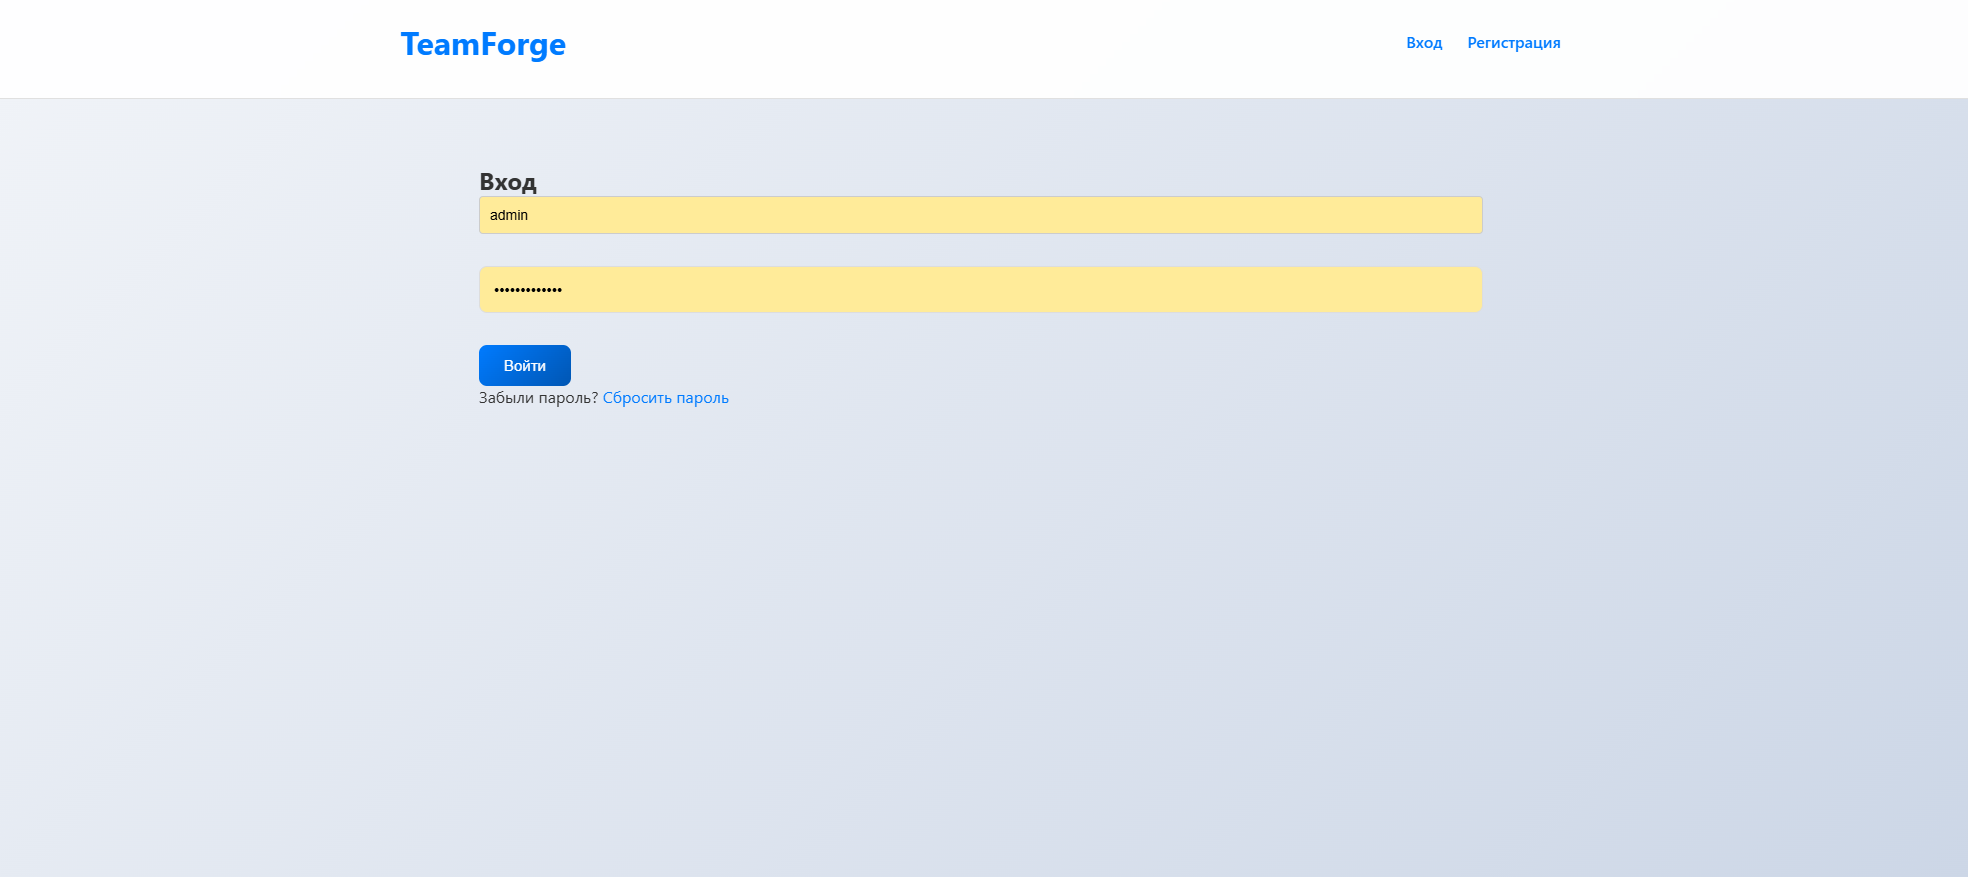 TeamForge
Вход Регистрация
Вход
admin
•••••••••••••
Войти
Забыли пароль? Сбросить пароль